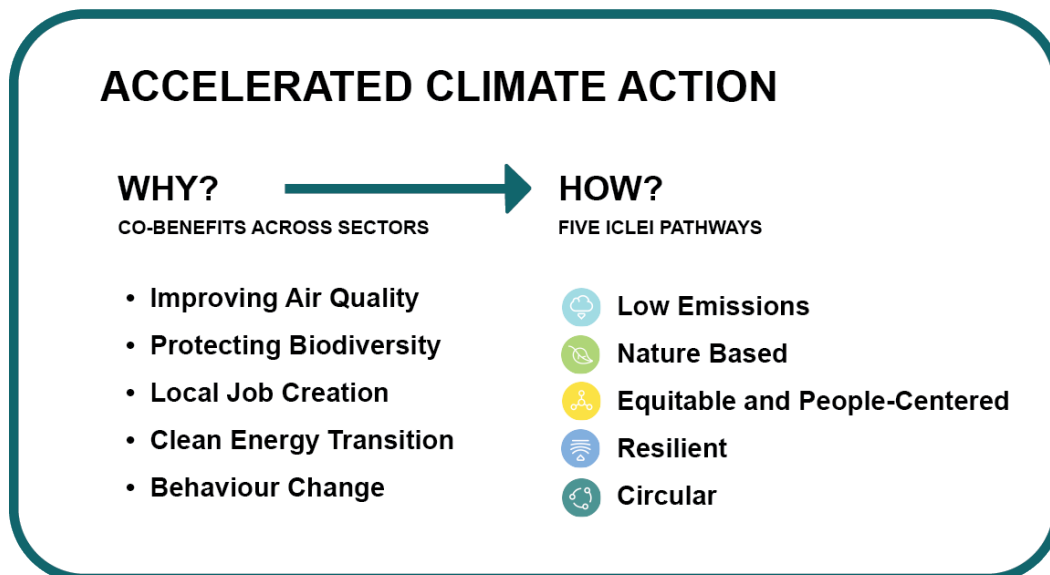 ACCELERATED CLIMATE ACTION
WHY?
CO-BENEFITS ACROSS SECTORS
• Improving Air Quality
• Protecting Biodiversity
• Local Job Creation
• Clean Energy Transition
• Behaviour Change
HOW?
FIVE ICLEI PATHWAYS
Low Emissions
Nature Based
Equitable and People-Centered
Resilient
Circular